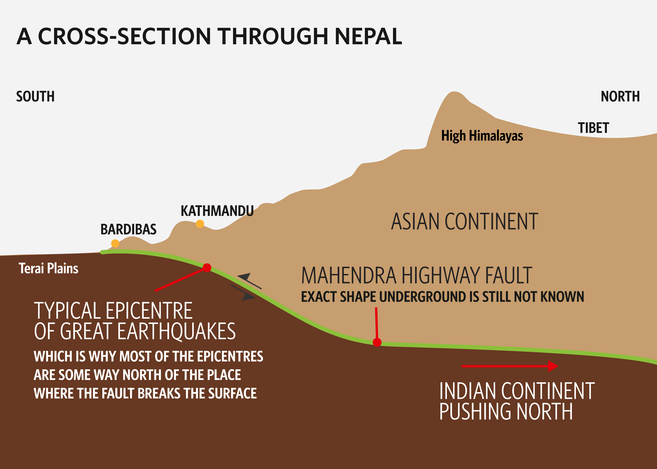 A CROSS-SECTION THROUGH NEPAL
SOUTH
NORTH
TIBET
High Himalayas
KATHMANDU
BARDIBAS
ASIAN CONTINENT
Terai Plains
MAHENDRA HIGHWAY FAULT
EXACT SHAPE UNDERGROUND IS STILL NOT KNOWN
TYPICAL EPICENTRE
OF GREAT EARTHQUAKES
WHICH IS WHY MOST OF THE EPICENTRES
ARE SOME WAY NORTH OF THE PLACE
WHERE THE FAULT BREAKS THE SURFACE
INDIAN CONTINENT
PUSHING NORTH